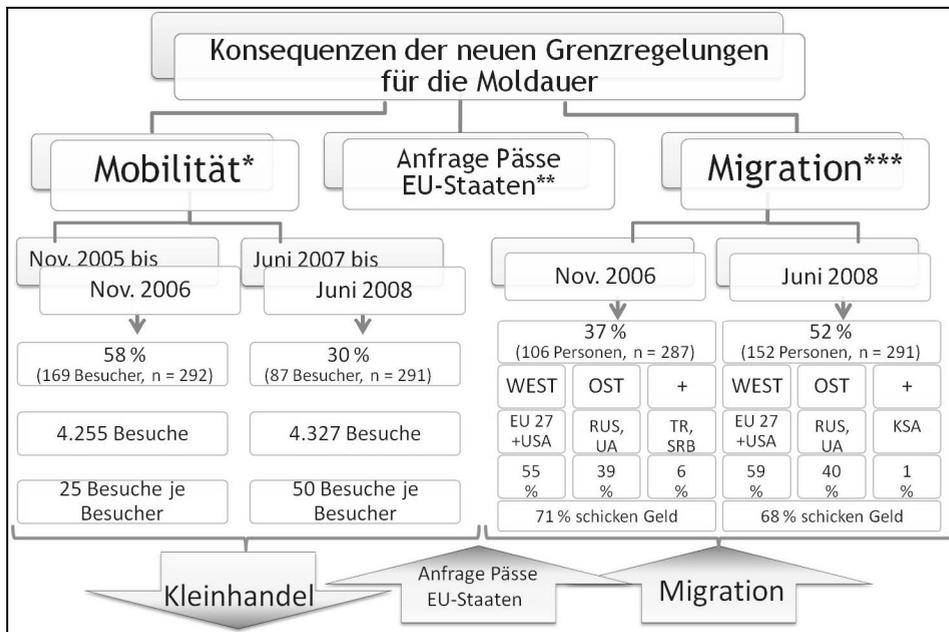 Konsequenzen der neuen Grenzregelungen
für die Moldauer
Mobilität*
Anfrage Pässe
EU-Staaten**
Migration***
Nov. 2005 bis
Nov. 2006
Juni 2007 bis
Juni 2008
Nov. 2006
Juni 2008
58 %
(169 Besucher, n = 292)
30 %
(87 Besucher, n = 291)
37 %
(106 Personen, n = 287)
52 %
(152 Personen, n = 291)
WEST
OST
+
WEST
OST
+
4.255 Besuche
4.327 Besuche
EU 27
+USA
RUS,
UA
TR,
SRB
EU 27
+USA
RUS,
UA
KSA
55
%
39
%
6
%
59
%
40
%
1
%
25 Besuche je
Besucher
50 Besuche je
Besucher
71 % schicken Geld
68 % schicken Geld
Kleinhandel
Anfrage Pässe
EU-Staaten
Migration